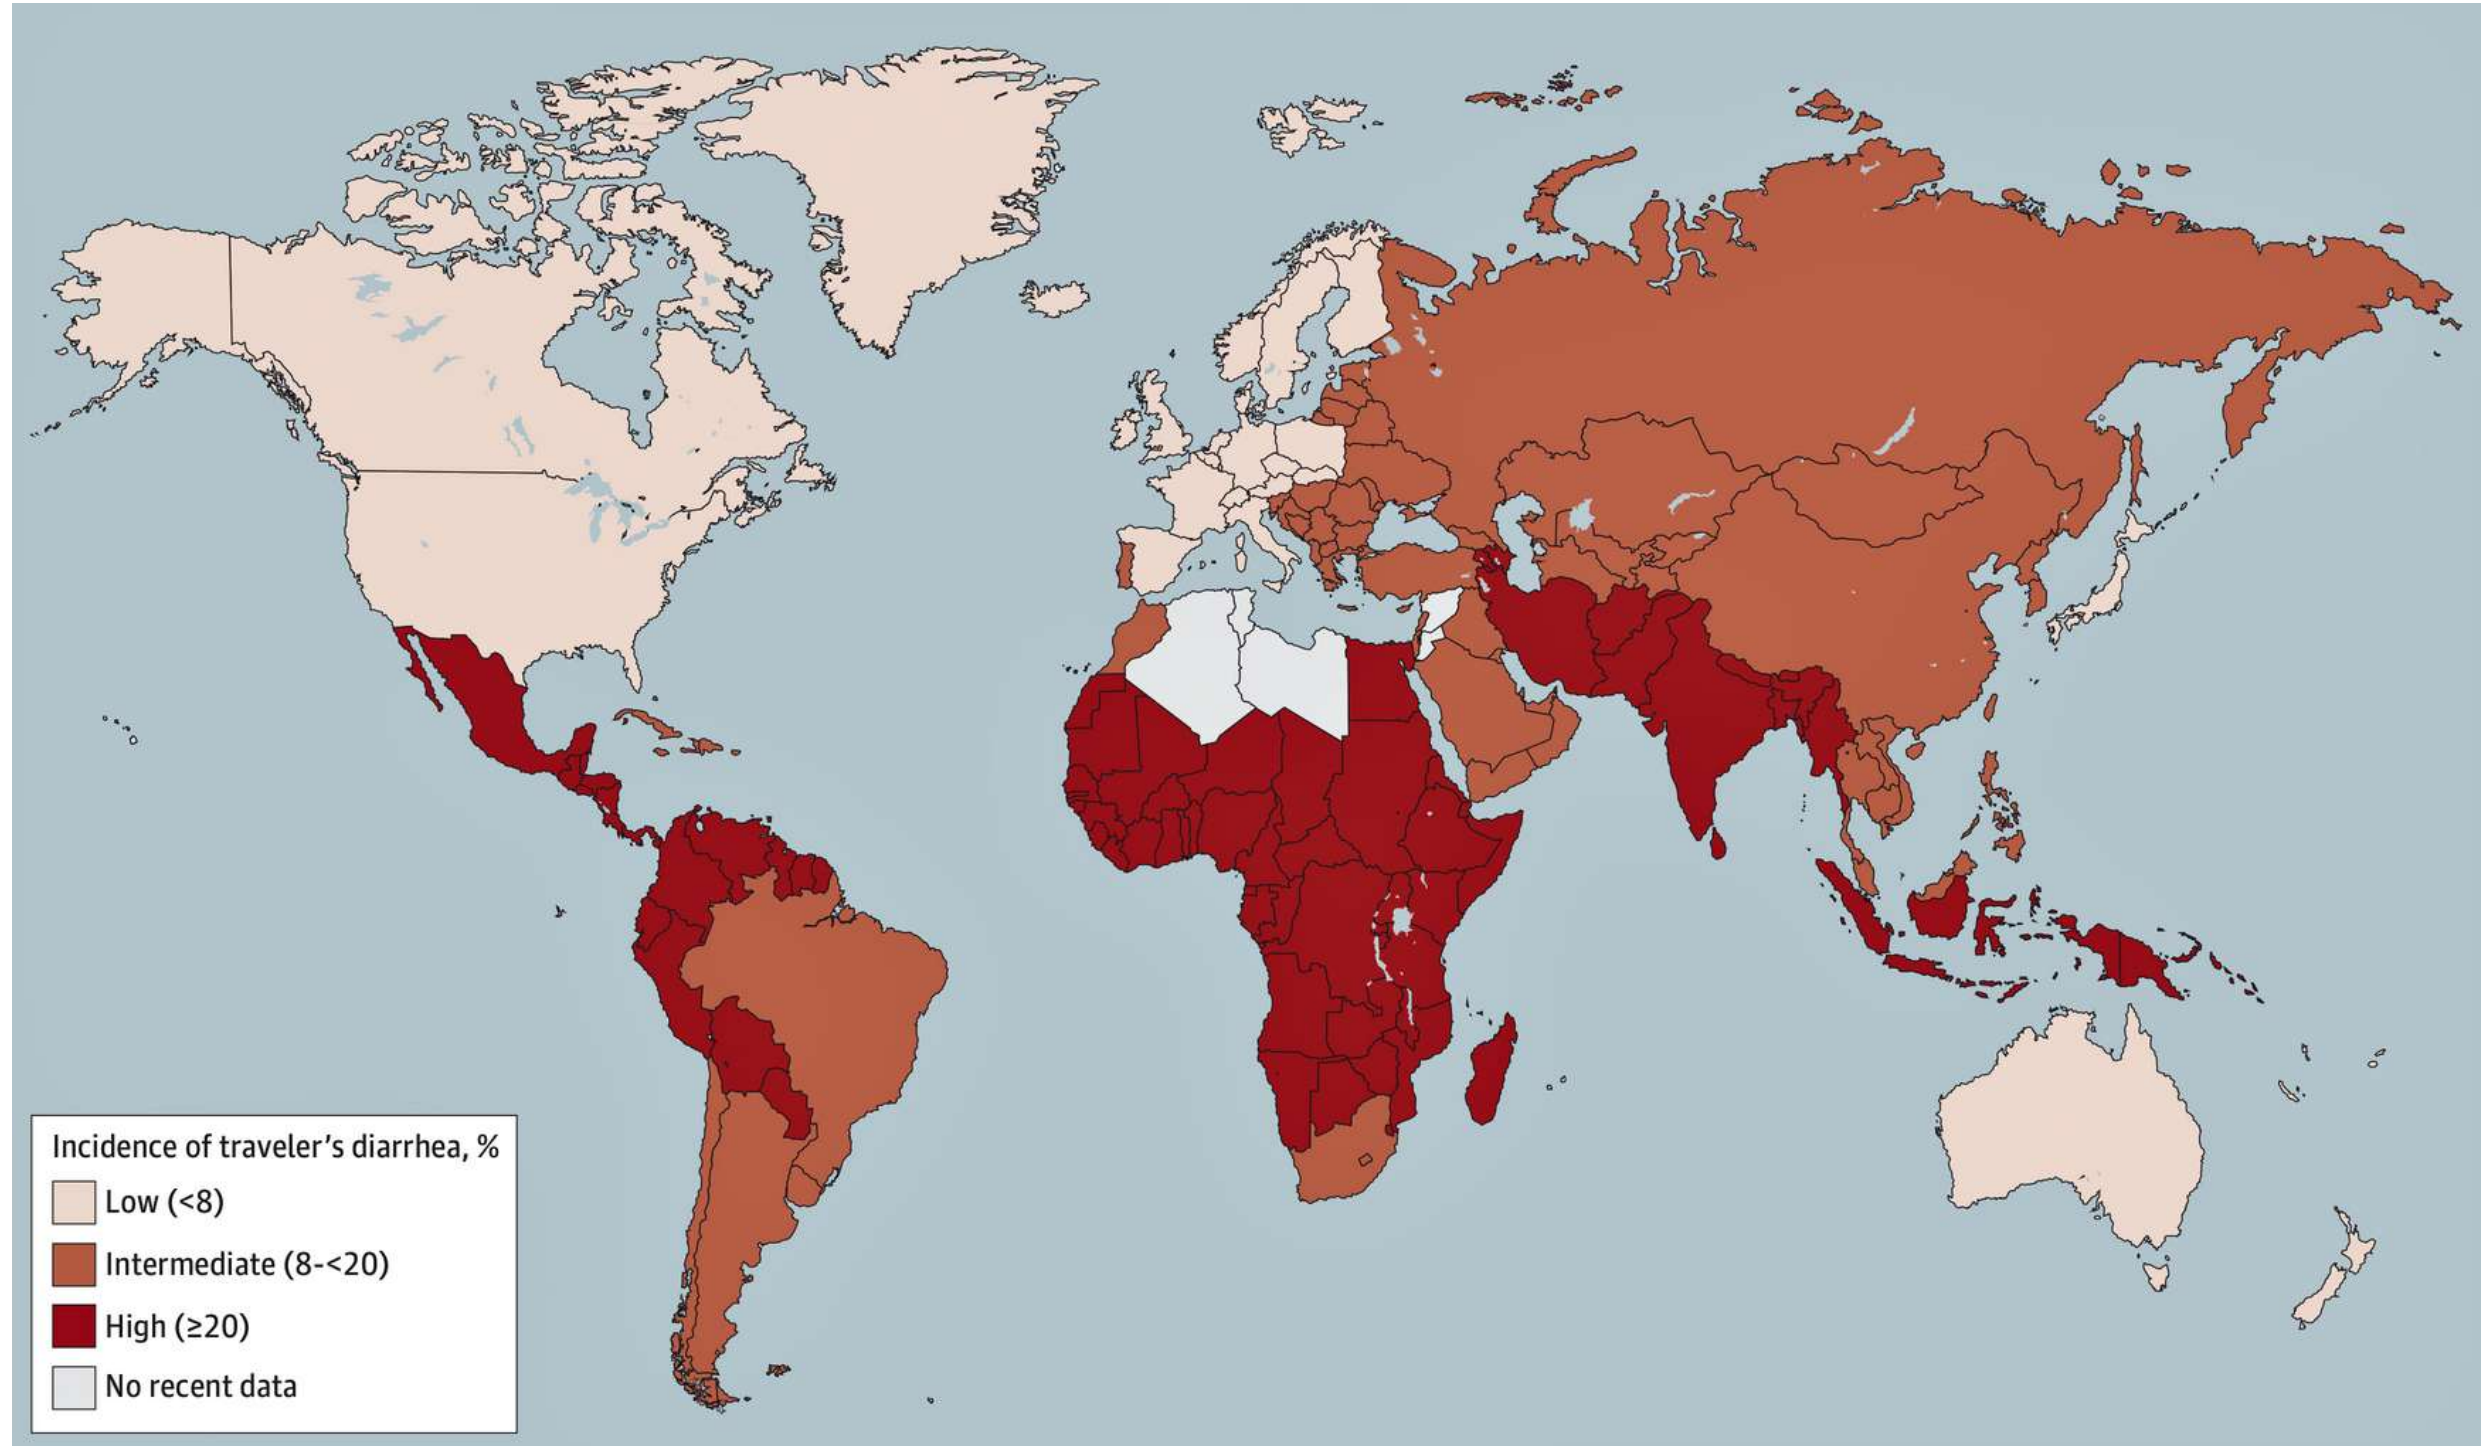 Incidence of traveler's diarrhea, %
Low (<8)
Intermediate (8-<20)
High (≥20)
No recent data